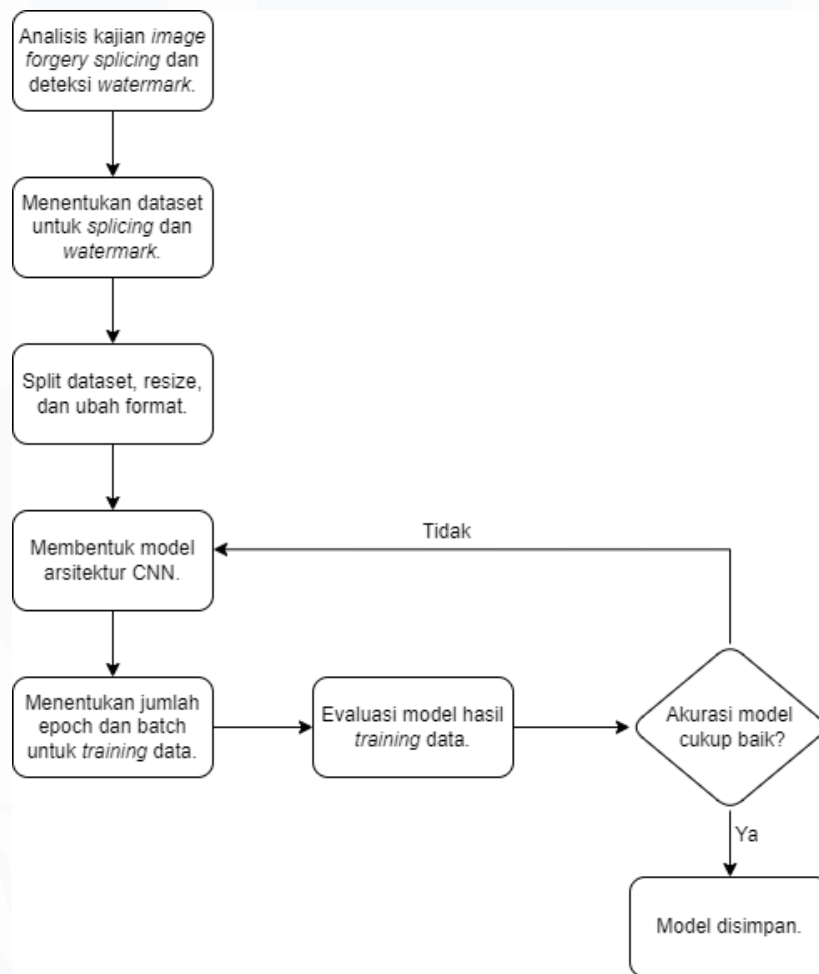 Analisis kajian image
forgery splicing dan
deteksi watermark.
Menentukan dataset
untuk splicing dan
watermark.
Split dataset, resize,
dan ubah format.
Membentuk model
arsitektur CNN.
Tidak
Menentukan jumlah
epoch dan batch
untuk training data.
Evaluasi model hasil
training data.
Akurasi model
cukup baik?
Ya
Model disimpan.